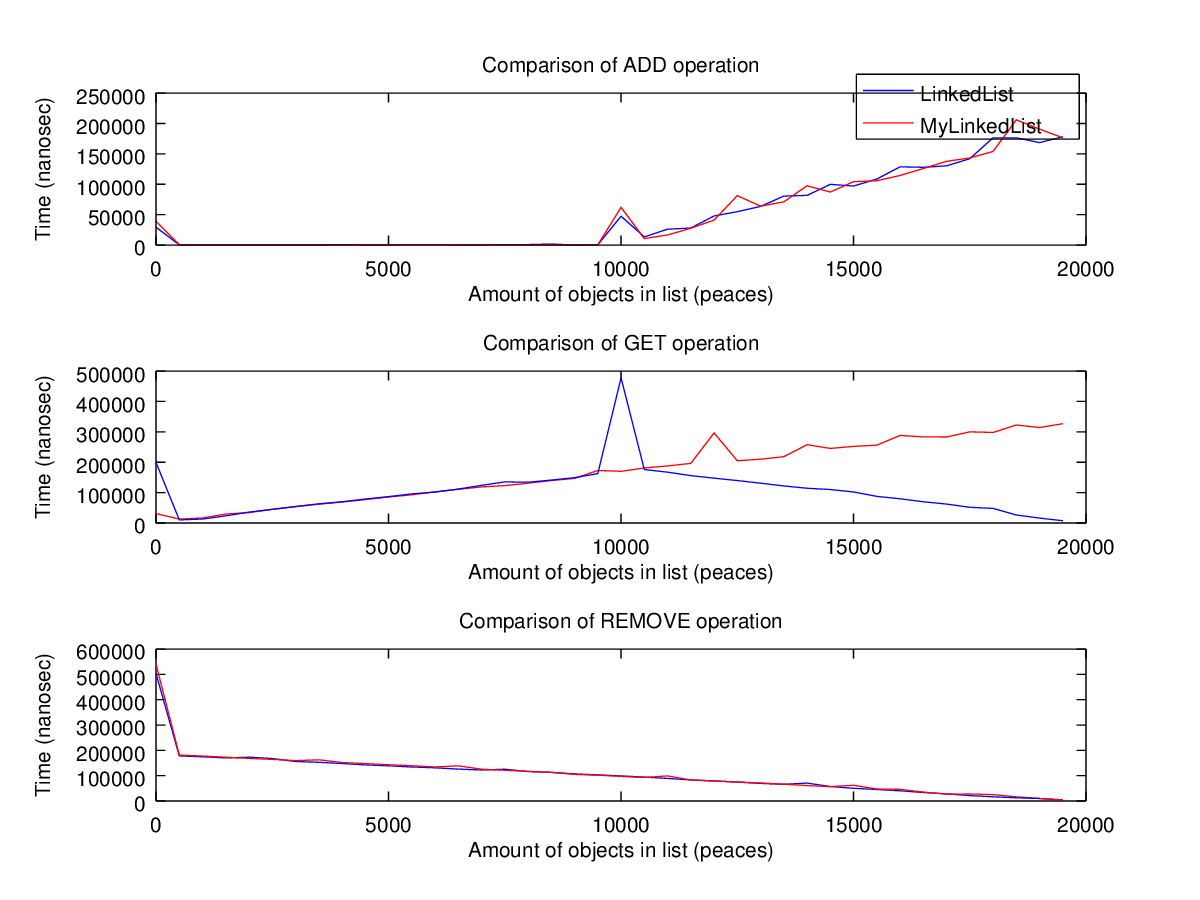 Comparison of ADD operation
LinkedList
MyLinkedList
Time (nanosec)
250000
200000
150000
100000
50000
0
0 5000 10000 15000 20000
Amount of objects in list (peaces)
Comparison of GET operation
Time (nanosec)
500000
400000
300000
200000
100000
0
0 5000 10000 15000 20000
Amount of objects in list (peaces)
Comparison of REMOVE operation
Time (nanosec)
600000
500000
400000
300000
200000
100000
0
0 5000 10000 15000 20000
Amount of objects in list (peaces)